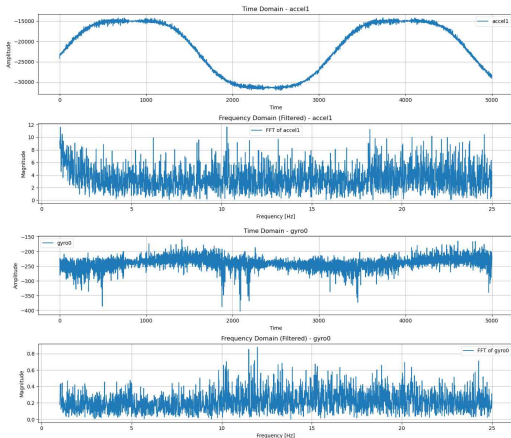 Time Domain - accel1
−15000
−20000
−25000
−30000
Amplitude
accel1
0
1000
2000
3000
4000
5000
Time
Frequency Domain (Filtered) - accel1
12
10
8
6
4
2
0
Magnitude
FFT of accel1
0
5
10
15
20
25
Frequency [Hz]
Time Domain - gyro0
−150
−200
−250
−300
−350
−400
Amplitude
gyro0
0
1000
2000
3000
4000
5000
Time
Frequency Domain (Filtered) - gyro0
0.8
0.6
0.4
0.2
0.0
Magnitude
FFT of gyro0
0
5
10
15
20
25
Frequency [Hz]